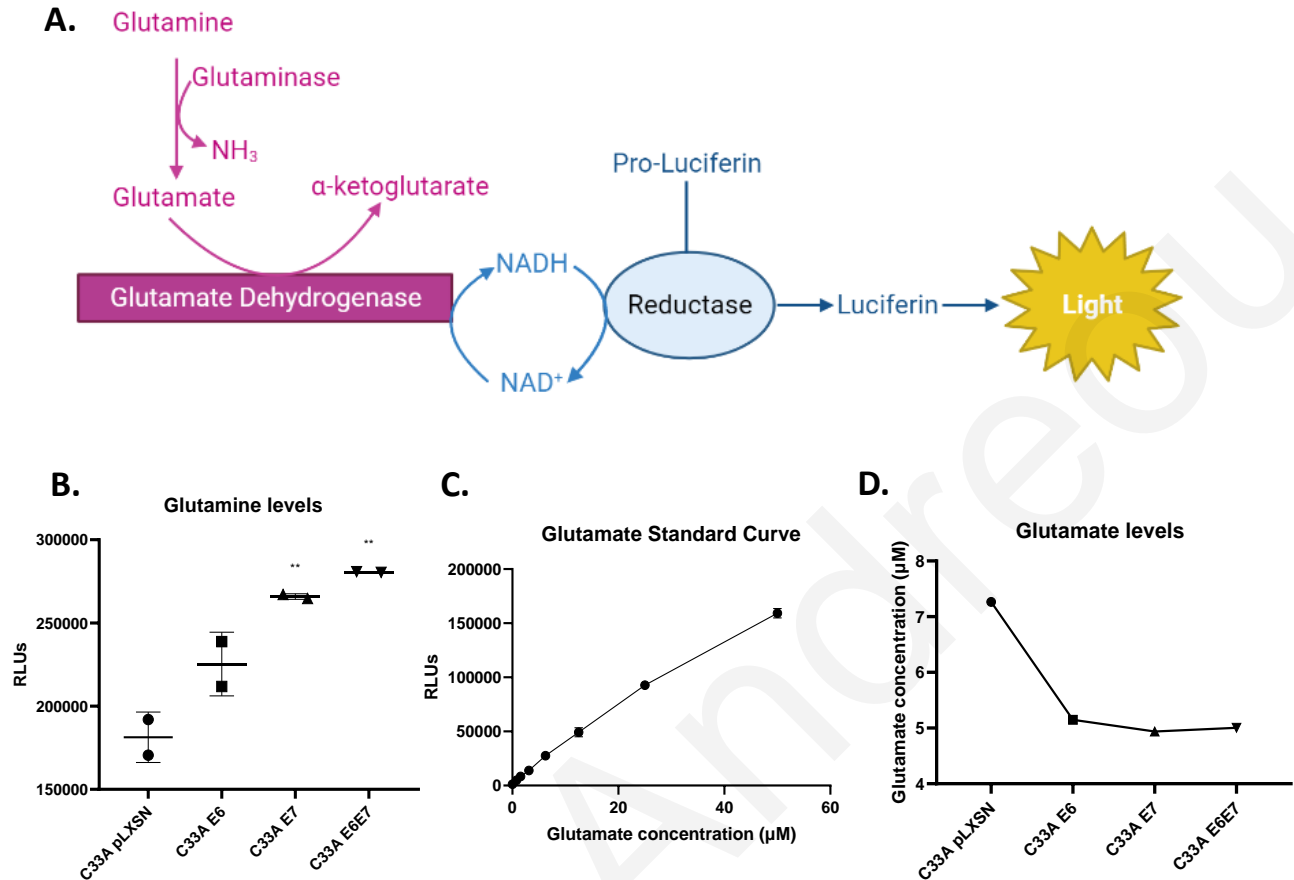 A.
Glutamine
Glutaminase
NH₃
Glutamate
α-ketoglutarate
Glutamate Dehydrogenase
NADH
NAD⁺
Pro-Luciferin
Reductase
Luciferin
Light
B.
Glutamine levels
300000
250000
200000
150000
RLUs
**
**
C33A pLXSN
C33A E6
C33A E7
C33A E6E7
C.
Glutamate Standard Curve
200000
150000
100000
50000
0
RLUs
0
20
40
60
Glutamate concentration (µM)
D.
Glutamate levels
8
7
6
5
4
Glutamate concentration (µM)
C33A pLXSN
C33A E6
C33A E7
C33A E6E7
Andreou